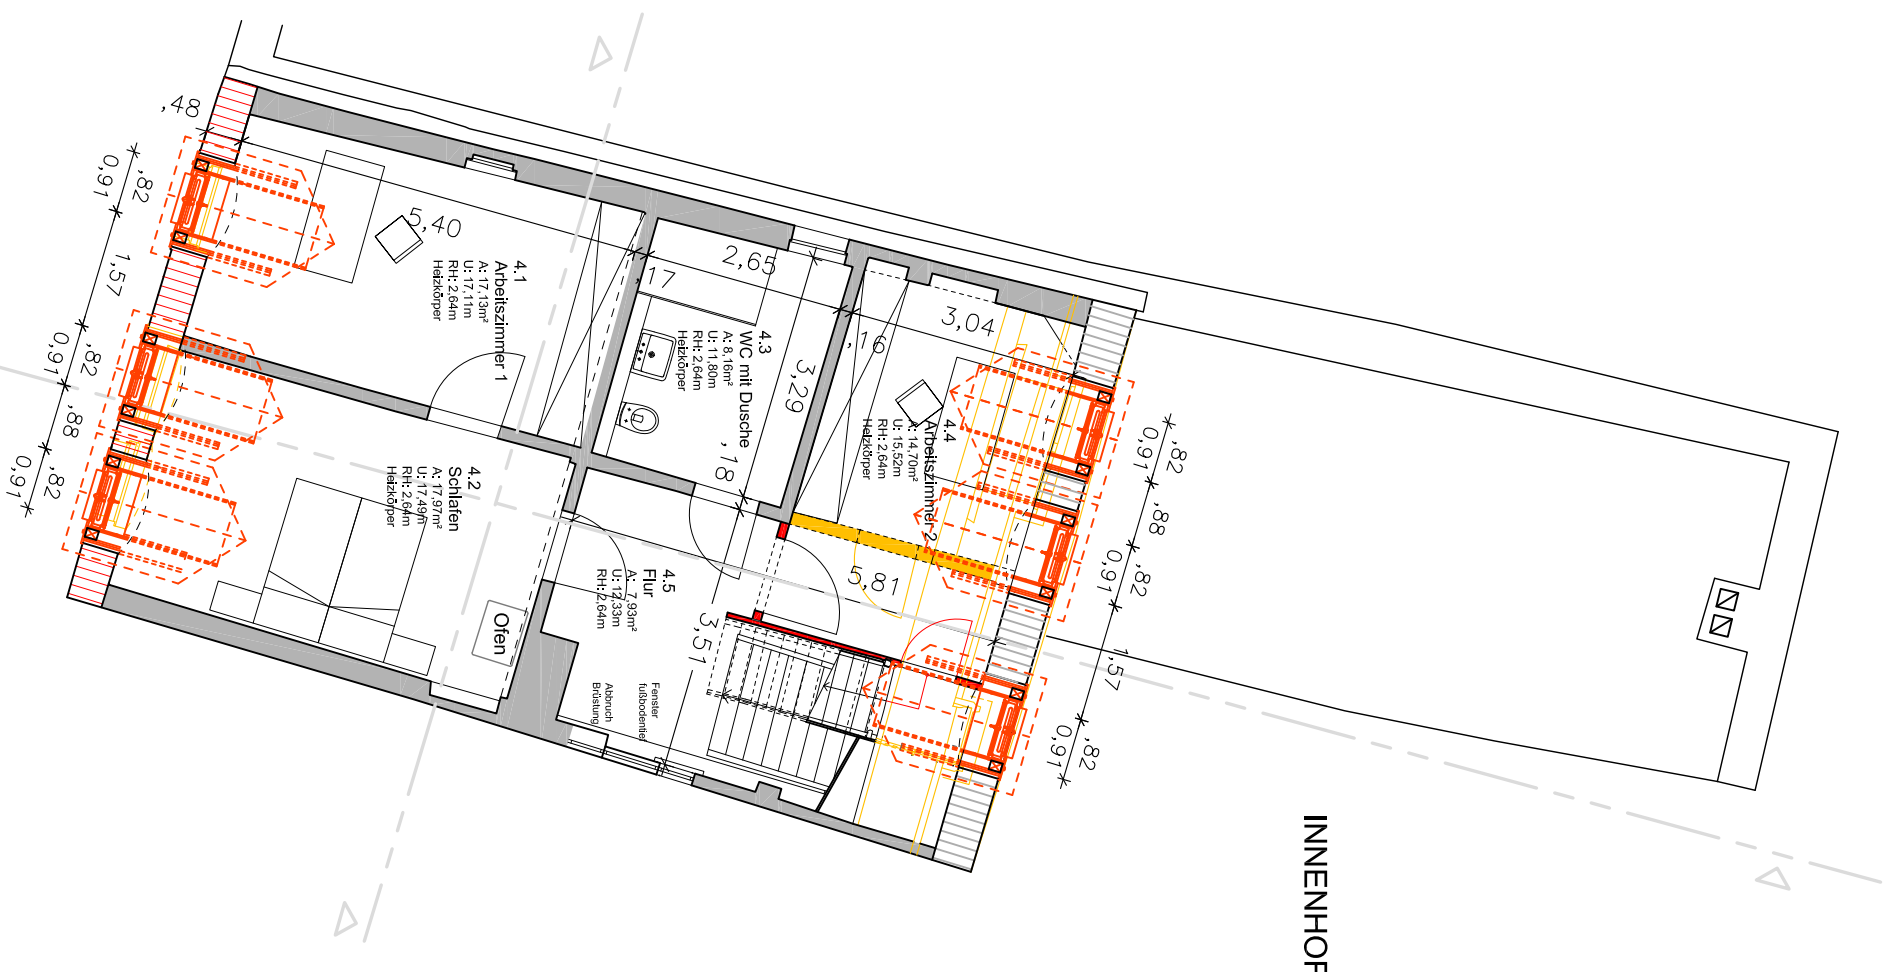 4.1
Arbeitszimmer 1
A: 17,13m²
U: 17,11m
RH: 2,64m
Heizkörper
4.2
Schlafen
A: 17,97m²
U: 17,49m
RH: 2,64m
Heizkörper
4.3
WC mit Dusche
A: 8,16m²
U: 11,80m
RH: 2,64m
Heizkörper
4.4
Arbeitszimmer 2
A: 14,70m²
U: 15,52m
RH: 2,64m
Heizkörper
4.5
Flur
A: 7,93m²
U: 12,33m
RH: 2,64m
Ofen
Fenster
fußbodentief
Abbruch
Brüstung
INNENHOF
,48
5,40
,17
2,65
,16
3,04
3,29
,18
5,81
3,51
,82
0,91
1,57
,82
0,91
,88
,82
0,91
,82
0,91
,88
,82
0,91
1,57
,82
0,91